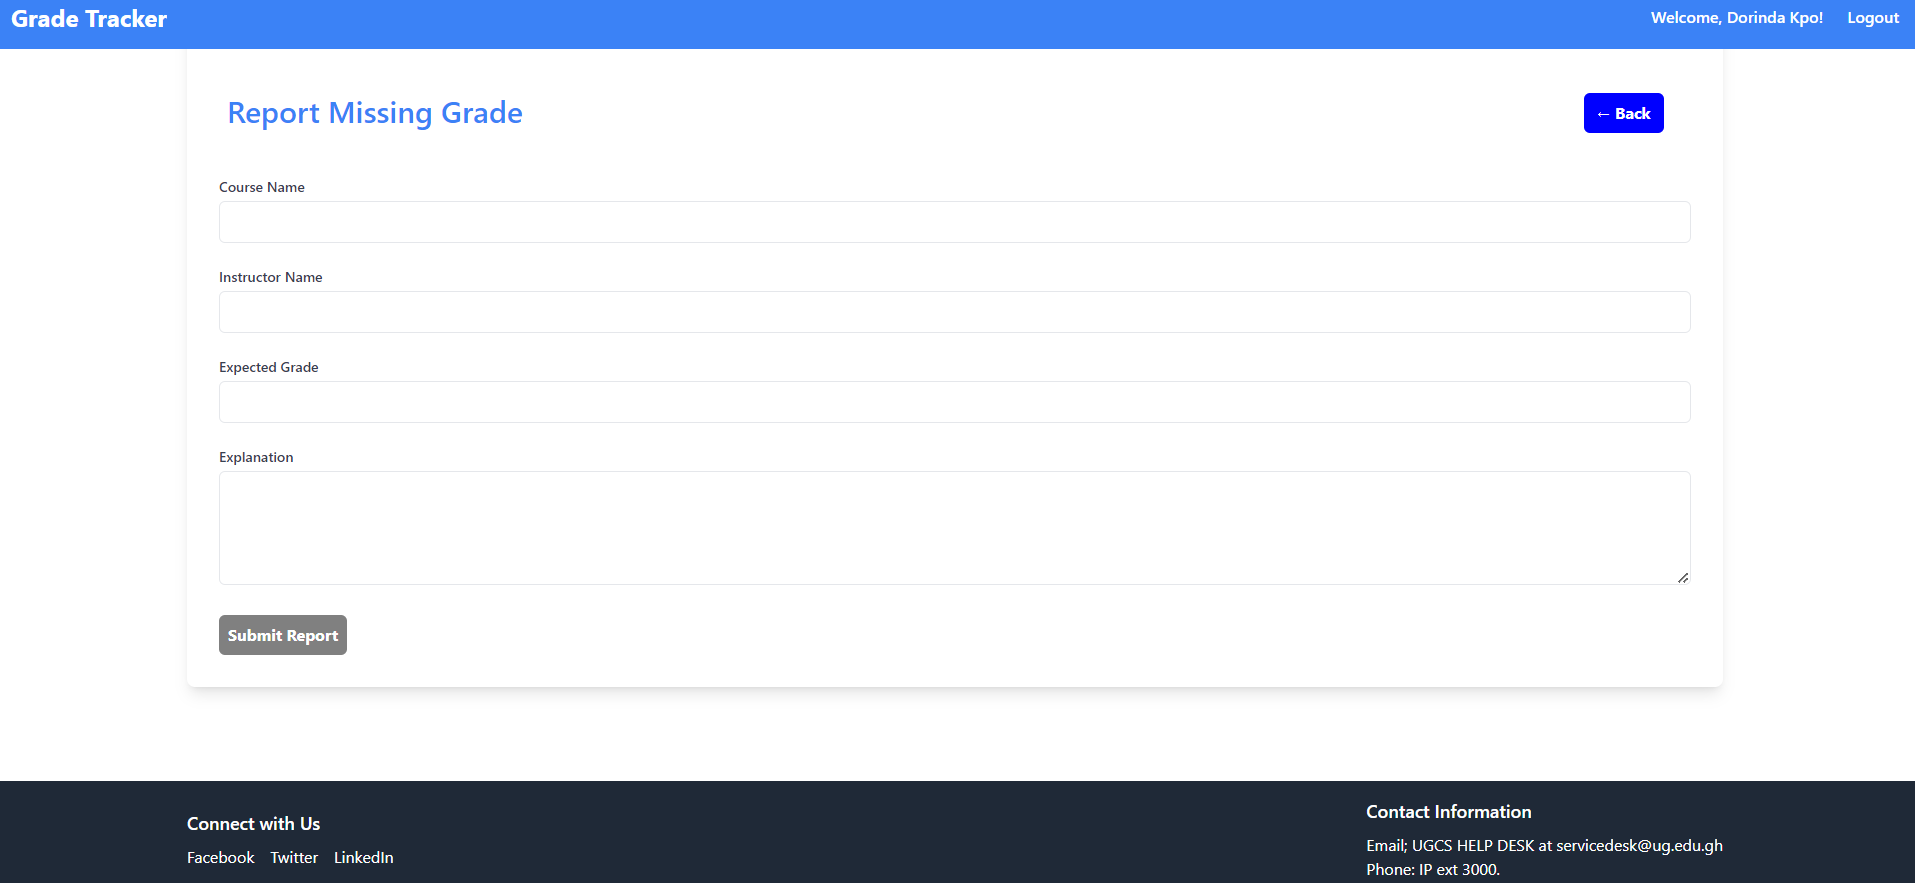 Grade Tracker
Welcome, Dorinda Kpo! Logout
Report Missing Grade
← Back
Course Name
Instructor Name
Expected Grade
Explanation
Submit Report
Connect with Us
Facebook Twitter LinkedIn
Contact Information
Email; UGCS HELP DESK at servicedesk@ug.edu.gh
Phone: IP ext 3000.